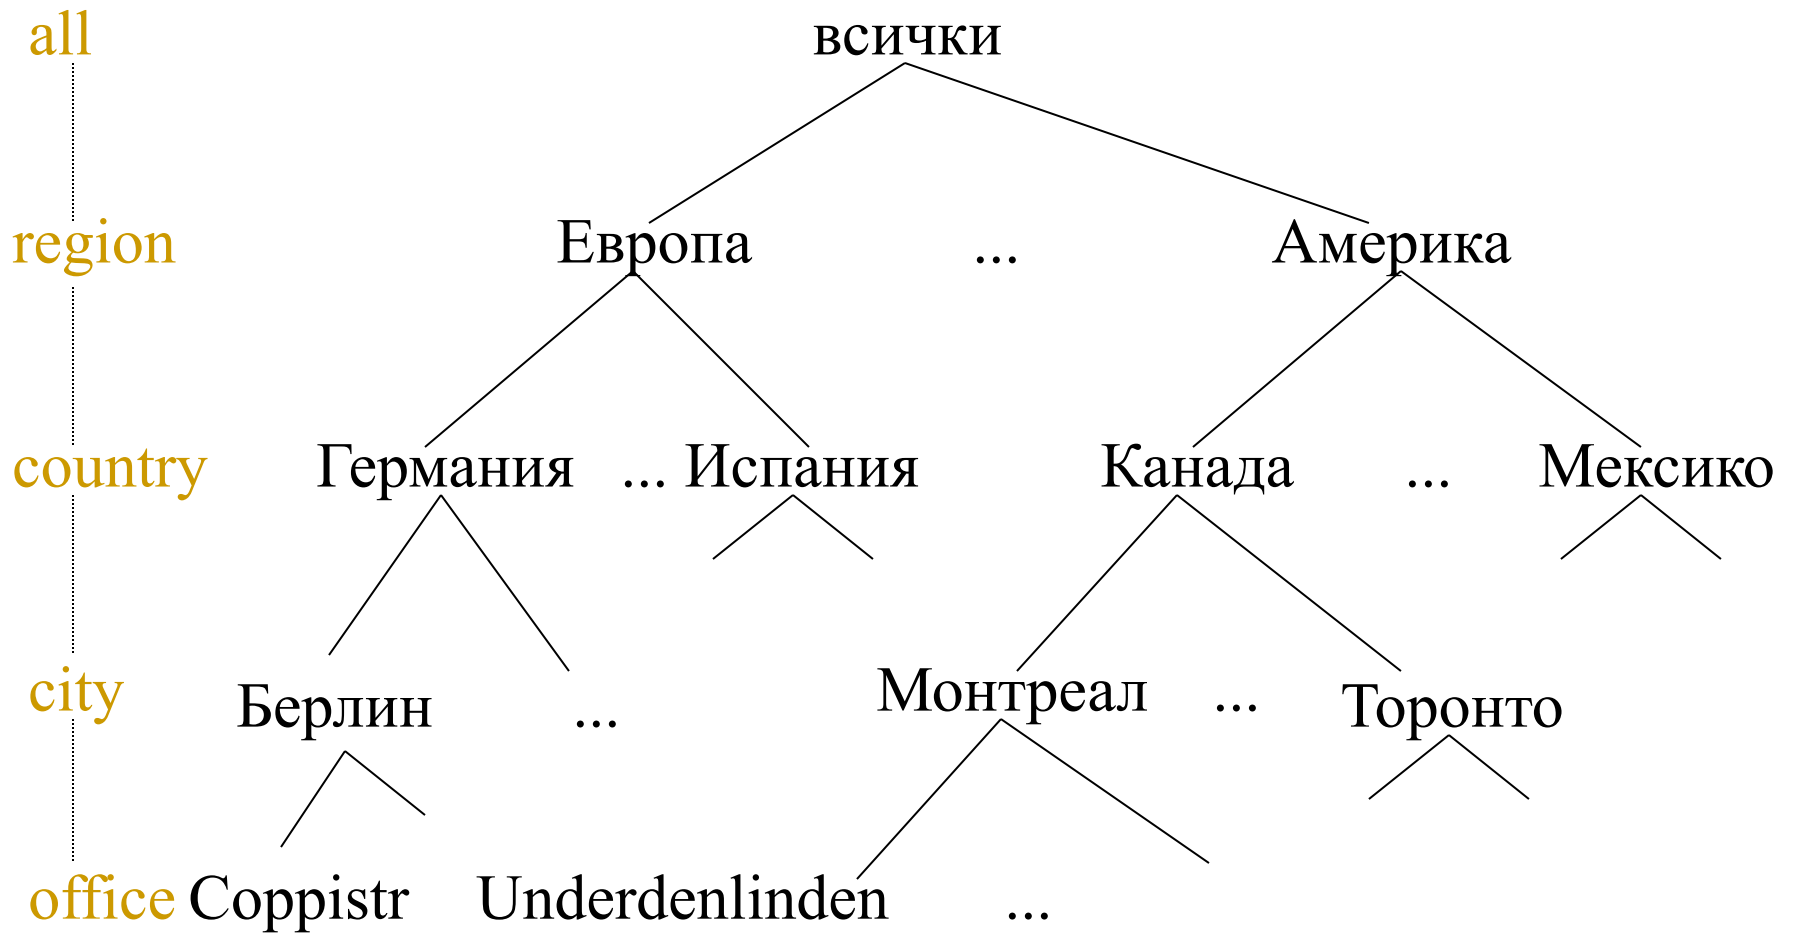 all всички
region Европа ... Америка
country Германия ... Испания Канада ... Мексико
city Берлин ... Монтреал ... Торонто
office Coppistr Underdenlinden ...